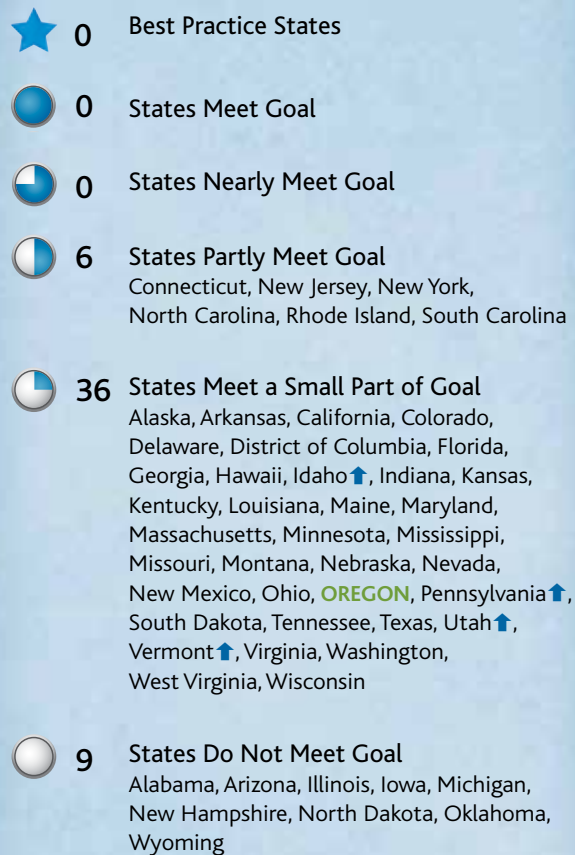 0 Best Practice States
0 States Meet Goal
0 States Nearly Meet Goal
6 States Partly Meet Goal
Connecticut, New Jersey, New York,
North Carolina, Rhode Island, South Carolina
36 States Meet a Small Part of Goal
Alaska, Arkansas, California, Colorado,
Delaware, District of Columbia, Florida,
Georgia, Hawaii, Idaho⬆, Indiana, Kansas,
Kentucky, Louisiana, Maine, Maryland,
Massachusetts, Minnesota, Mississippi,
Missouri, Montana, Nebraska, Nevada,
New Mexico, Ohio, OREGON, Pennsylvania⬆,
South Dakota, Tennessee, Texas, Utah⬆,
Vermont⬆, Virginia, Washington,
West Virginia, Wisconsin
9 States Do Not Meet Goal
Alabama, Arizona, Illinois, Iowa, Michigan,
New Hampshire, North Dakota, Oklahoma,
Wyoming